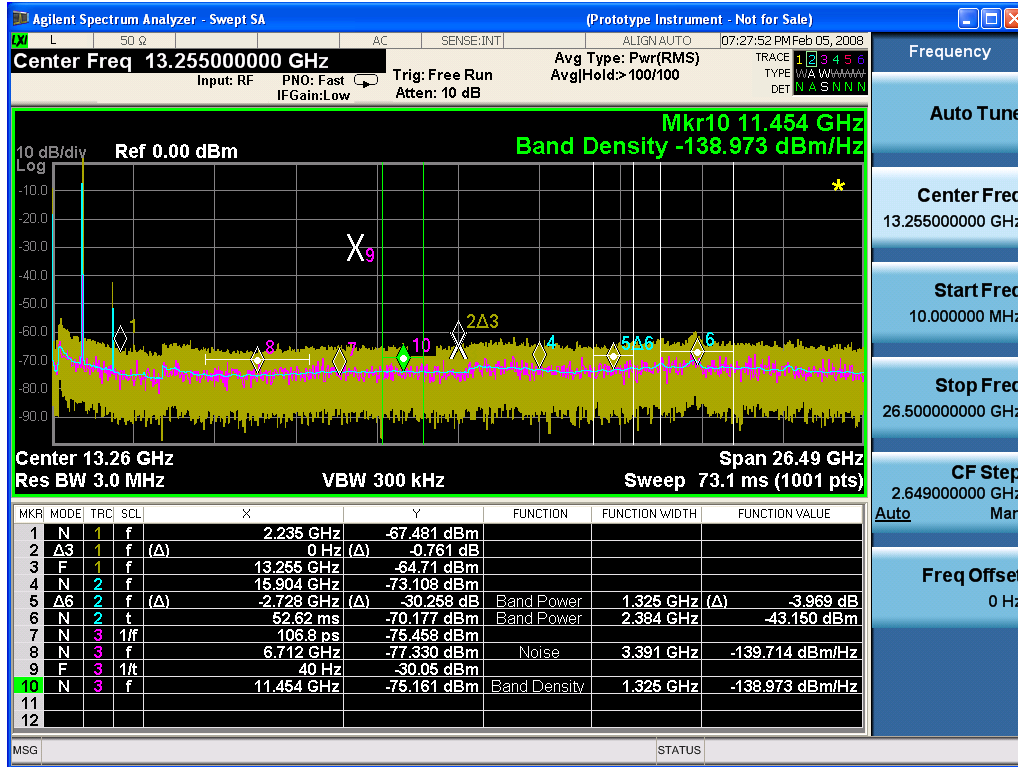 Agilent Spectrum Analyzer - Swept SA (Prototype Instrument - Not for Sale)
LXI L 50 Ω AC SENSE:INT ALIGN AUTO 07:27:52 PM Feb 05, 2008
Center Freq 13.255000000 GHz
Input: RF PNO: Fast
IFGain:Low
Trig: Free Run
Atten: 10 dB
Avg Type: Pwr(RMS)
Avg|Hold:>100/100
TRACE 1 2 3 4 5 6
TYPE W A W W W W
DET N A S N N N
Mkr10 11.454 GHz
Band Density -138.973 dBm/Hz
10 dB/div Ref 0.00 dBm
Log
-10.0
-20.0
-30.0
-40.0
-50.0
-60.0
-70.0
-80.0
-90.0
*
X9
1
8
7
10
2Δ3
4
5Δ6
6
Center 13.26 GHz Span 26.49 GHz
Res BW 3.0 MHz VBW 300 kHz Sweep 73.1 ms (1001 pts)
MKR MODE TRC SCL X Y FUNCTION FUNCTION WIDTH FUNCTION VALUE
1 N 1 f 2.235 GHz -67.481 dBm
2 Δ3 1 f (Δ) 0 Hz (Δ) -0.761 dB
3 F 1 f 13.255 GHz -64.71 dBm
4 N 2 f 15.904 GHz -73.108 dBm
5 Δ6 2 f (Δ) -2.728 GHz (Δ) -30.258 dB Band Power 1.325 GHz (Δ) -3.969 dB
6 N 2 t 52.62 ms -70.177 dBm Band Power 2.384 GHz -43.150 dBm
7 N 3 1/f 106.8 ps -75.458 dBm
8 N 3 f 6.712 GHz -77.330 dBm Noise 3.391 GHz -139.714 dBm/Hz
9 F 3 1/t 40 Hz -30.05 dBm
10 N 3 f 11.454 GHz -75.161 dBm Band Density 1.325 GHz -138.973 dBm/Hz
11
12
MSG STATUS
Frequency
Auto Tune
Center Freq
13.255000000 GHz
Start Freq
10.000000 MHz
Stop Freq
26.500000000 GHz
CF Step
2.649000000 GHz
Auto Man
Freq Offset
0 Hz